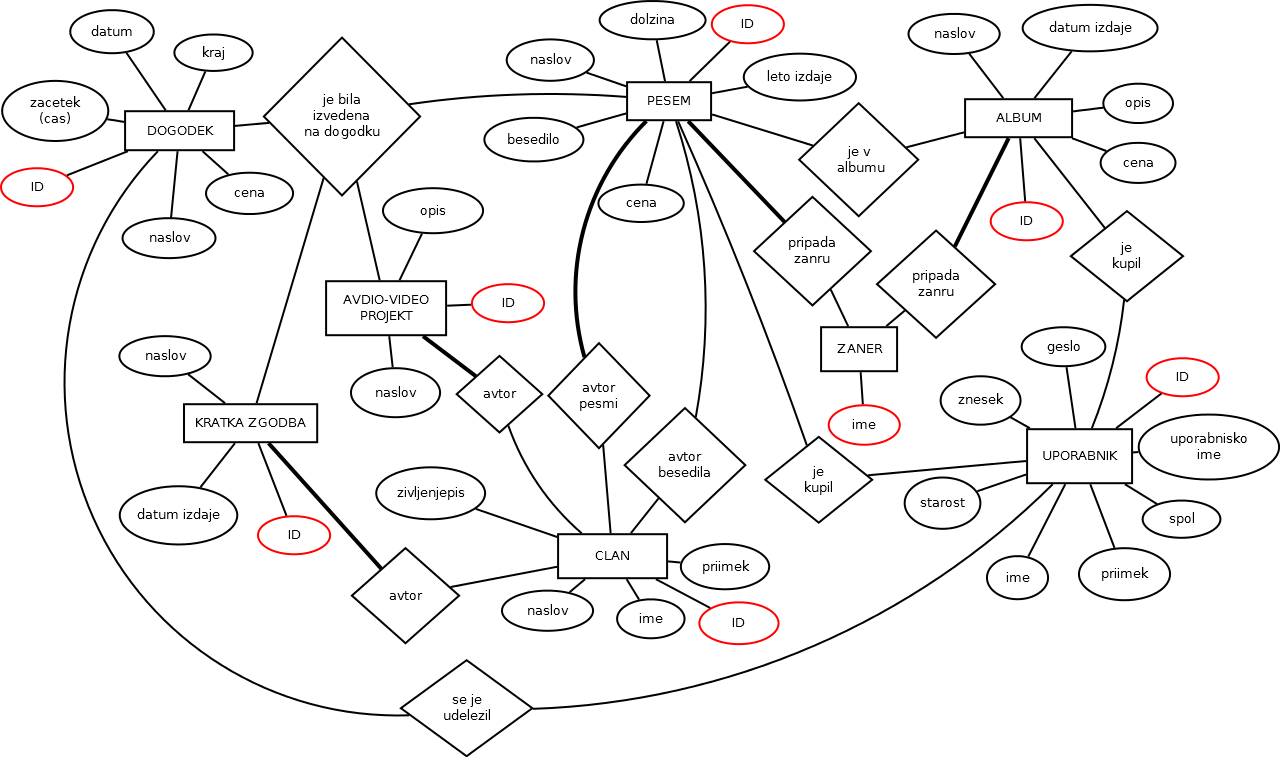 datum
kraj
zacetek
(cas)
DOGODEK
ID
cena
naslov
je bila
izvedena
na dogodku
dolzina
ID
naslov
leto izdaje
PESEM
besedilo
cena
je v
albumu
naslov
datum izdaje
opis
ALBUM
cena
ID
je
kupil
pripada
zanru
pripada
zanru
ZANER
ime
opis
AVDIO-VIDEO
PROJEKT
ID
naslov
avtor
avtor
pesmi
avtor
besedila
je
kupil
naslov
KRATKA ZGODBA
datum izdaje
ID
avtor
zivljenjepis
CLAN
priimek
naslov
ime
ID
geslo
ID
znesek
uporabnisko
ime
UPORABNIK
starost
spol
ime
priimek
se je
udelezil